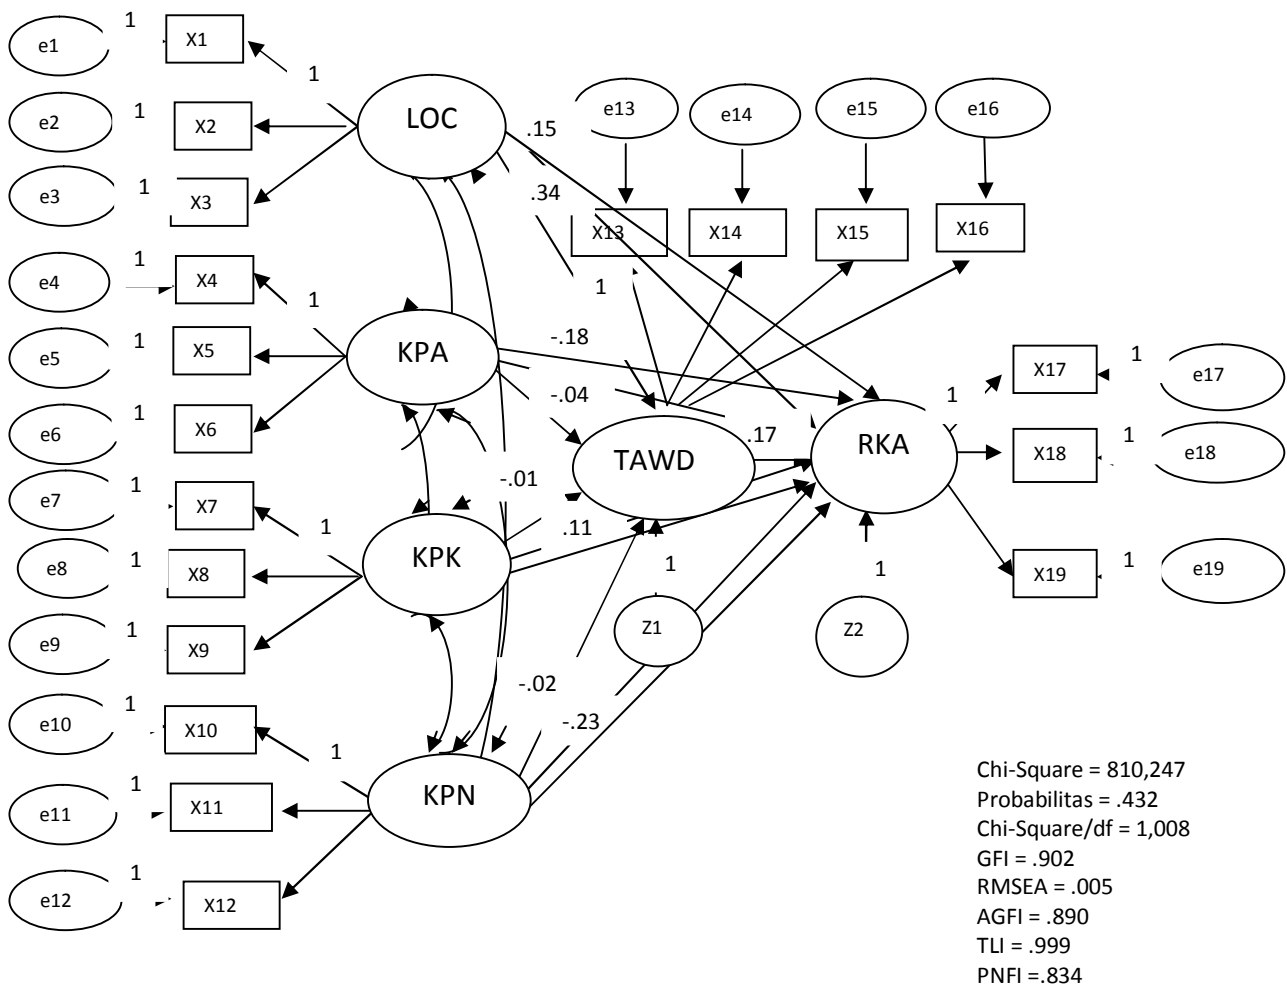 e1 1 X1
1
e2 1 X2 LOC
e3 1 X3
.15 e13 e14 e15 e16
.34 X13 X14 X15 X16
e4 1 X4
1
1
e5 1 X5 KPA -.18
e6 1 X6
-.04
1 X17 1 e17
e7 1 X7
TAWD .17 RKA X18 1 e18
-.01
1
e8 1 X8 KPK .11
1 1 X19 1 e19
e9 1 X9
Z1 Z2
e10 1 X10
-.02
-.23
1
e11 1 X11 KPN
e12 1 X12
Chi-Square = 810,247
Probabilitas = .432
Chi-Square/df = 1,008
GFI = .902
RMSEA = .005
AGFI = .890
TLI = .999
PNFI =.834